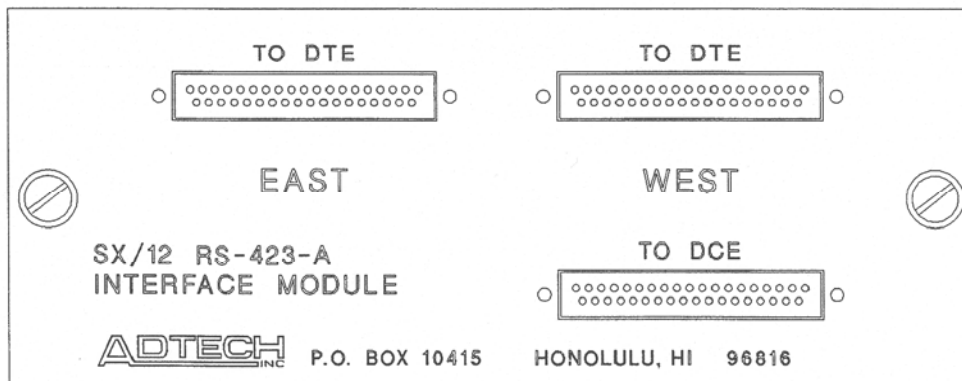 TO DTE
TO DTE
EAST
WEST
TO DCE
SX/12 RS-423-A
INTERFACE MODULE
ADTECH INC P.O. BOX 10415 HONOLULU, HI 96816